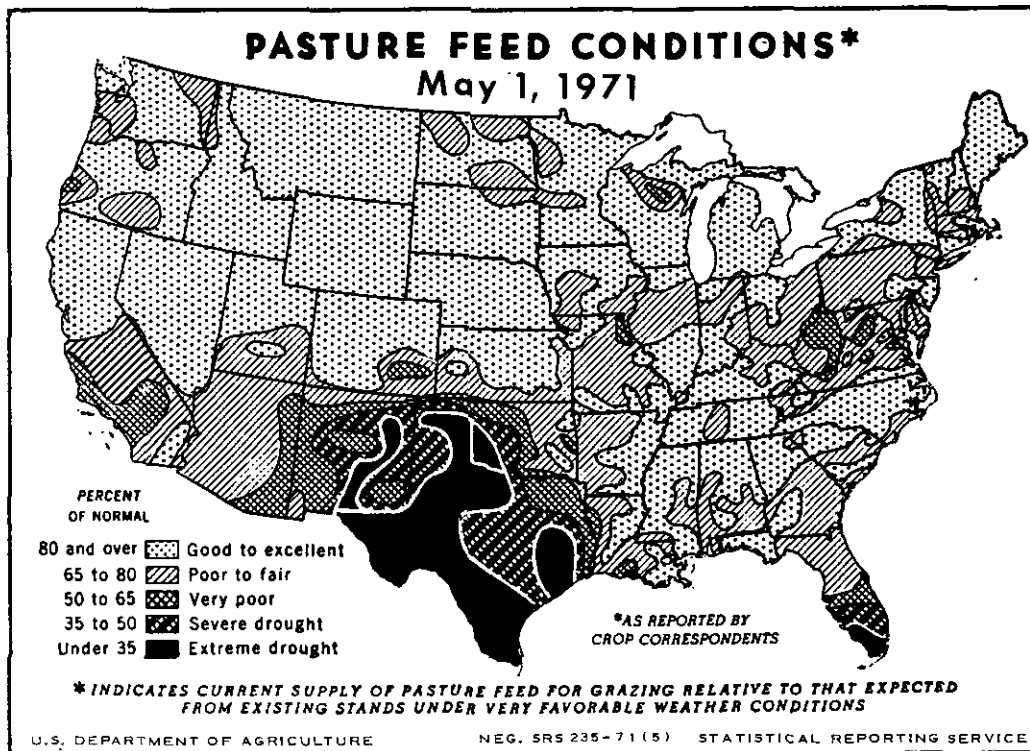 PASTURE FEED CONDITIONS*
May 1, 1971
PERCENT
OF NORMAL
80 and over Good to excellent
65 to 80 Poor to fair
50 to 65 Very poor
35 to 50 Severe drought
Under 35 Extreme drought
*AS REPORTED BY
CROP CORRESPONDENTS
* INDICATES CURRENT SUPPLY OF PASTURE FEED FOR GRAZING RELATIVE TO THAT EXPECTED
FROM EXISTING STANDS UNDER VERY FAVORABLE WEATHER CONDITIONS
U.S. DEPARTMENT OF AGRICULTURE NEG. SRS 235-71 (5) STATISTICAL REPORTING SERVICE